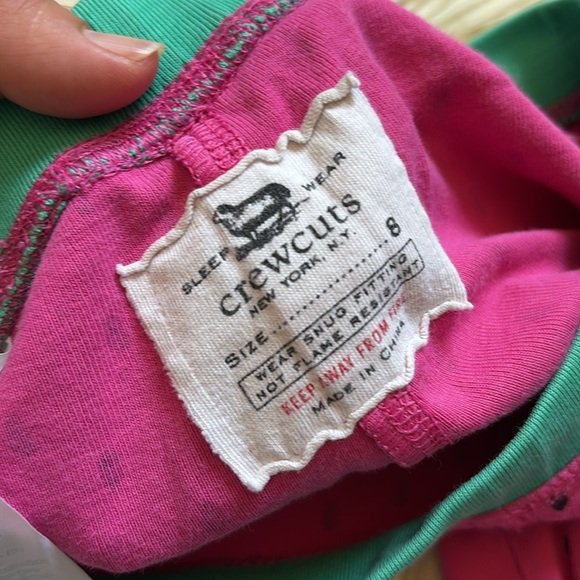 SLEEP WEAR
crewcuts
NEW YORK, N.Y.
SIZE ........................ 8
WEAR SNUG FITTING
NOT FLAME RESISTANT
KEEP AWAY FROM FIRE
MADE IN CHINA